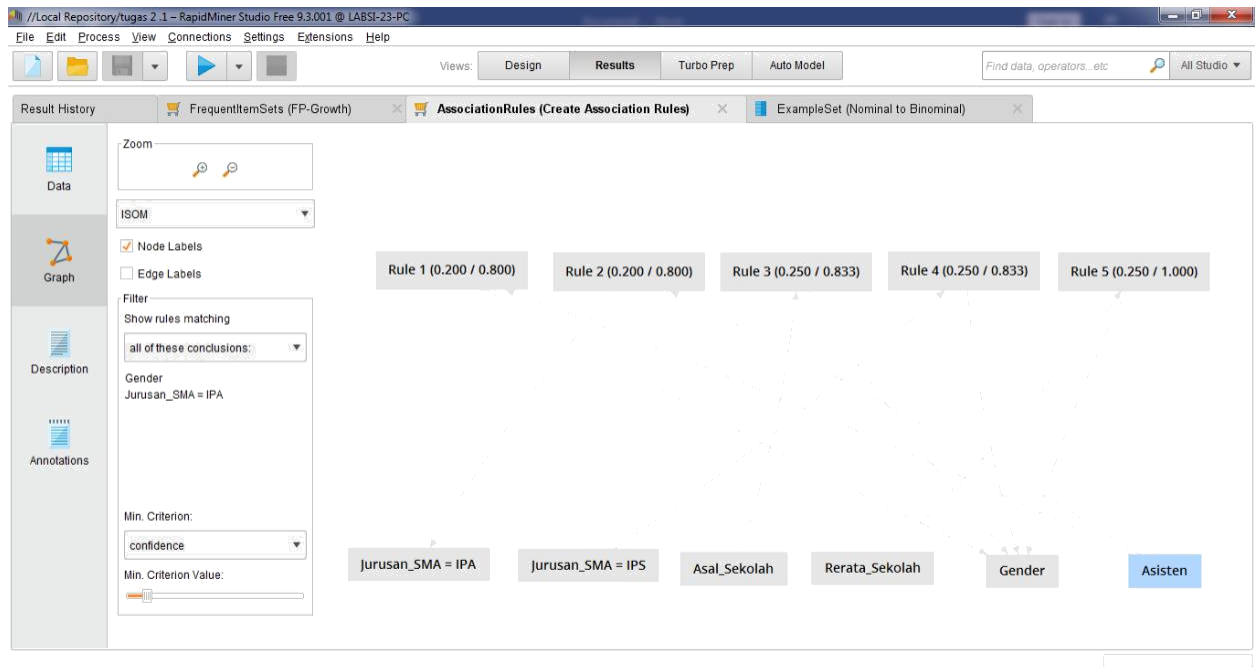 //Local Repository/tugas 2 .1 – RapidMiner Studio Free 9.3.001 @ LABSI-23-PC
File Edit Process View Connections Settings Extensions Help
Views: Design Results Turbo Prep Auto Model Find data, operators...etc All Studio
Result History FrequentItemSets (FP-Growth) AssociationRules (Create Association Rules) ExampleSet (Nominal to Binominal)
Data
Graph
Description
Annotations
Zoom
ISOM
Node Labels
Edge Labels
Filter
Show rules matching
all of these conclusions:
Gender
Jurusan_SMA = IPA
Min. Criterion:
confidence
Min. Criterion Value:
Rule 1 (0.200 / 0.800) Rule 2 (0.200 / 0.800) Rule 3 (0.250 / 0.833) Rule 4 (0.250 / 0.833) Rule 5 (0.250 / 1.000)
Jurusan_SMA = IPA Jurusan_SMA = IPS Asal_Sekolah Rerata_Sekolah Gender Asisten